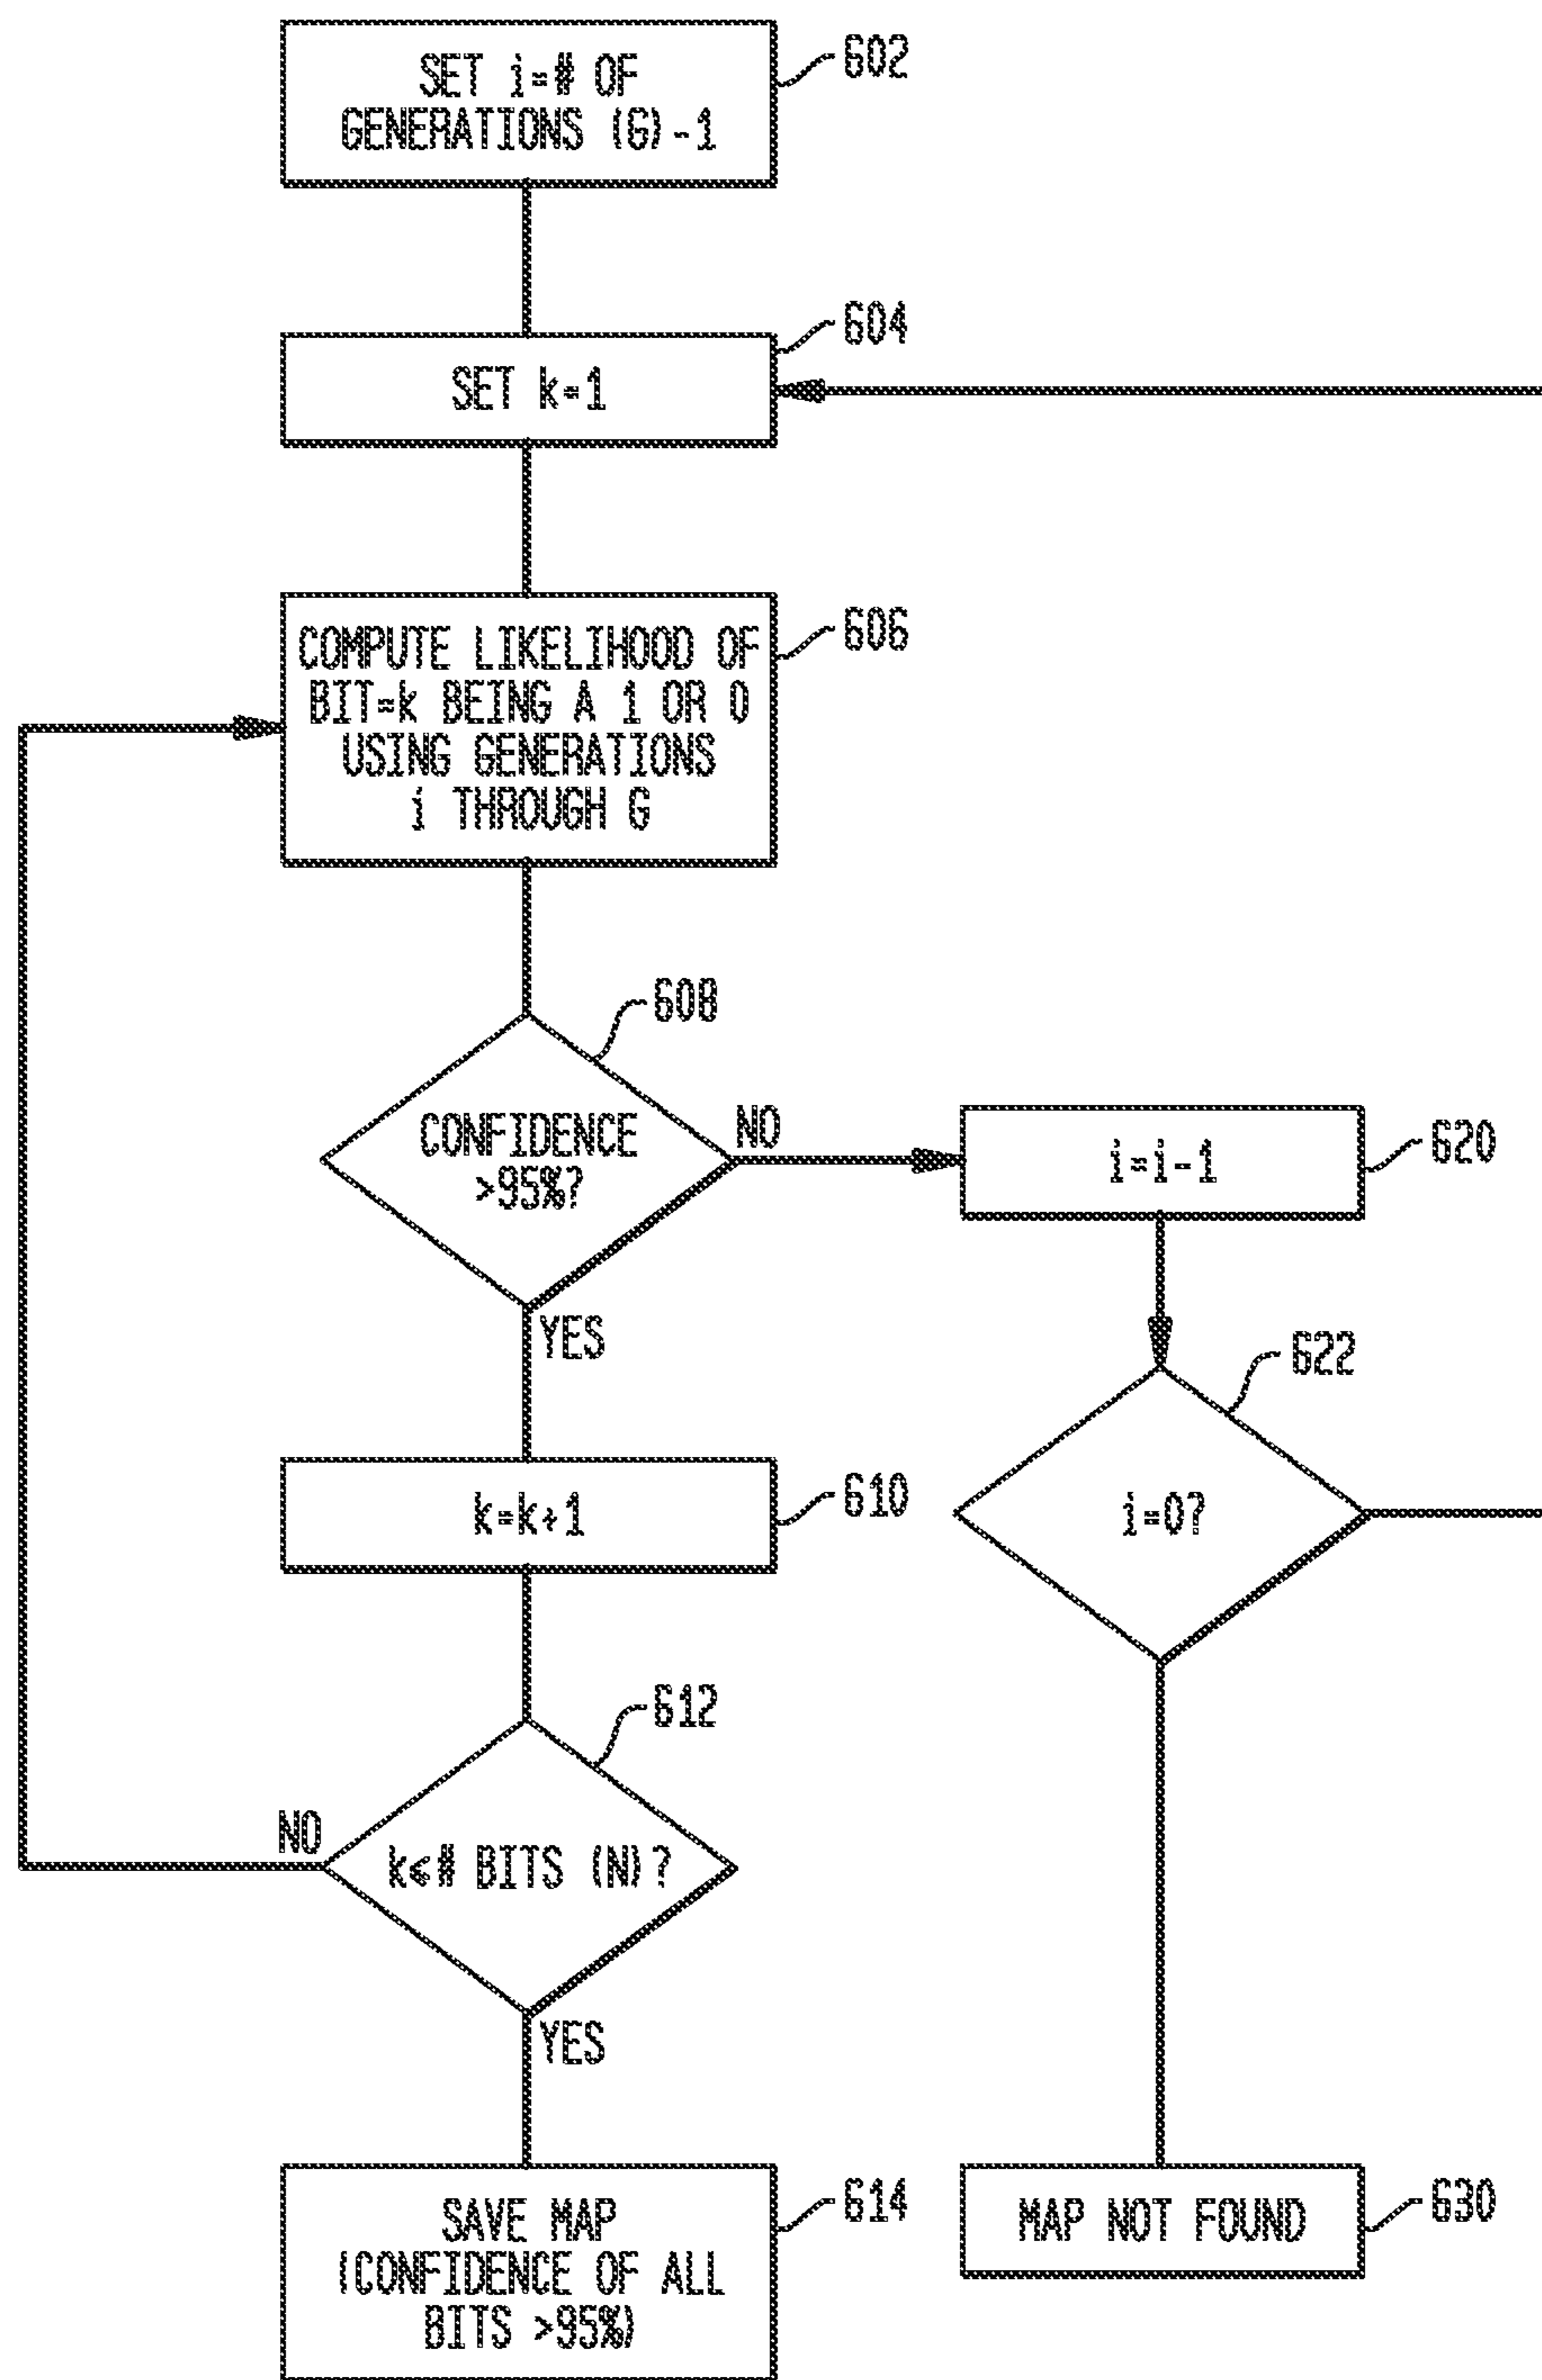 SET i=# OF
GENERATIONS (G)-1
602
SET k=1
604
COMPUTE LIKELIHOOD OF
BIT=k BEING A 1 OR 0
USING GENERATIONS
i THROUGH G
606
CONFIDENCE
>95%?
608
NO
YES
i=i-1
620
i=0?
622
k=k+1
610
k≤# BITS (N)?
612
NO
YES
SAVE MAP
(CONFIDENCE OF ALL
BITS >95%)
614
MAP NOT FOUND
630